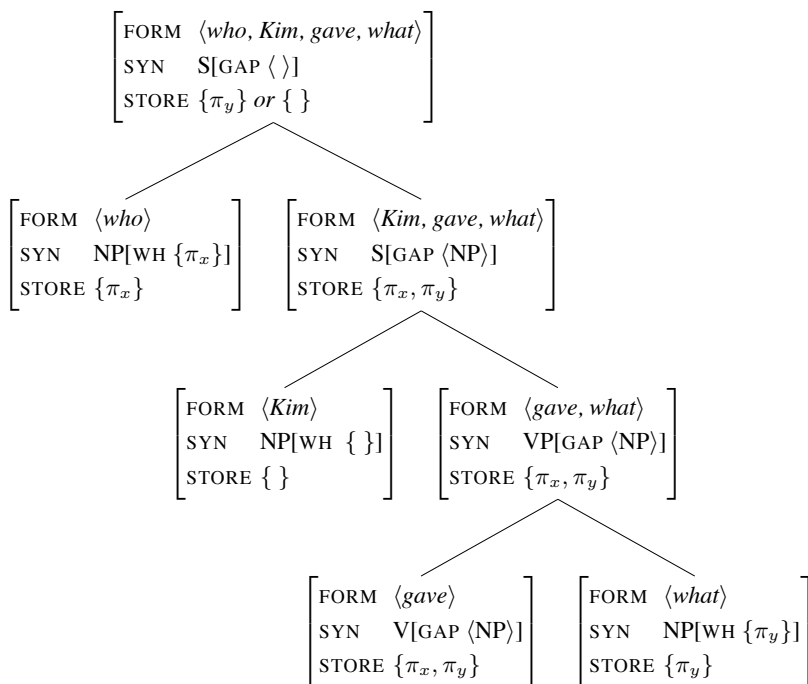 FORM ⟨who, Kim, gave, what⟩
SYN S[GAP ⟨ ⟩]
STORE {π_y} or { }
FORM ⟨who⟩
SYN NP[WH {π_x}]
STORE {π_x}
FORM ⟨Kim, gave, what⟩
SYN S[GAP ⟨NP⟩]
STORE {π_x, π_y}
FORM ⟨Kim⟩
SYN NP[WH { }]
STORE { }
FORM ⟨gave, what⟩
SYN VP[GAP ⟨NP⟩]
STORE {π_x, π_y}
FORM ⟨gave⟩
SYN V[GAP ⟨NP⟩]
STORE {π_x, π_y}
FORM ⟨what⟩
SYN NP[WH {π_y}]
STORE {π_y}